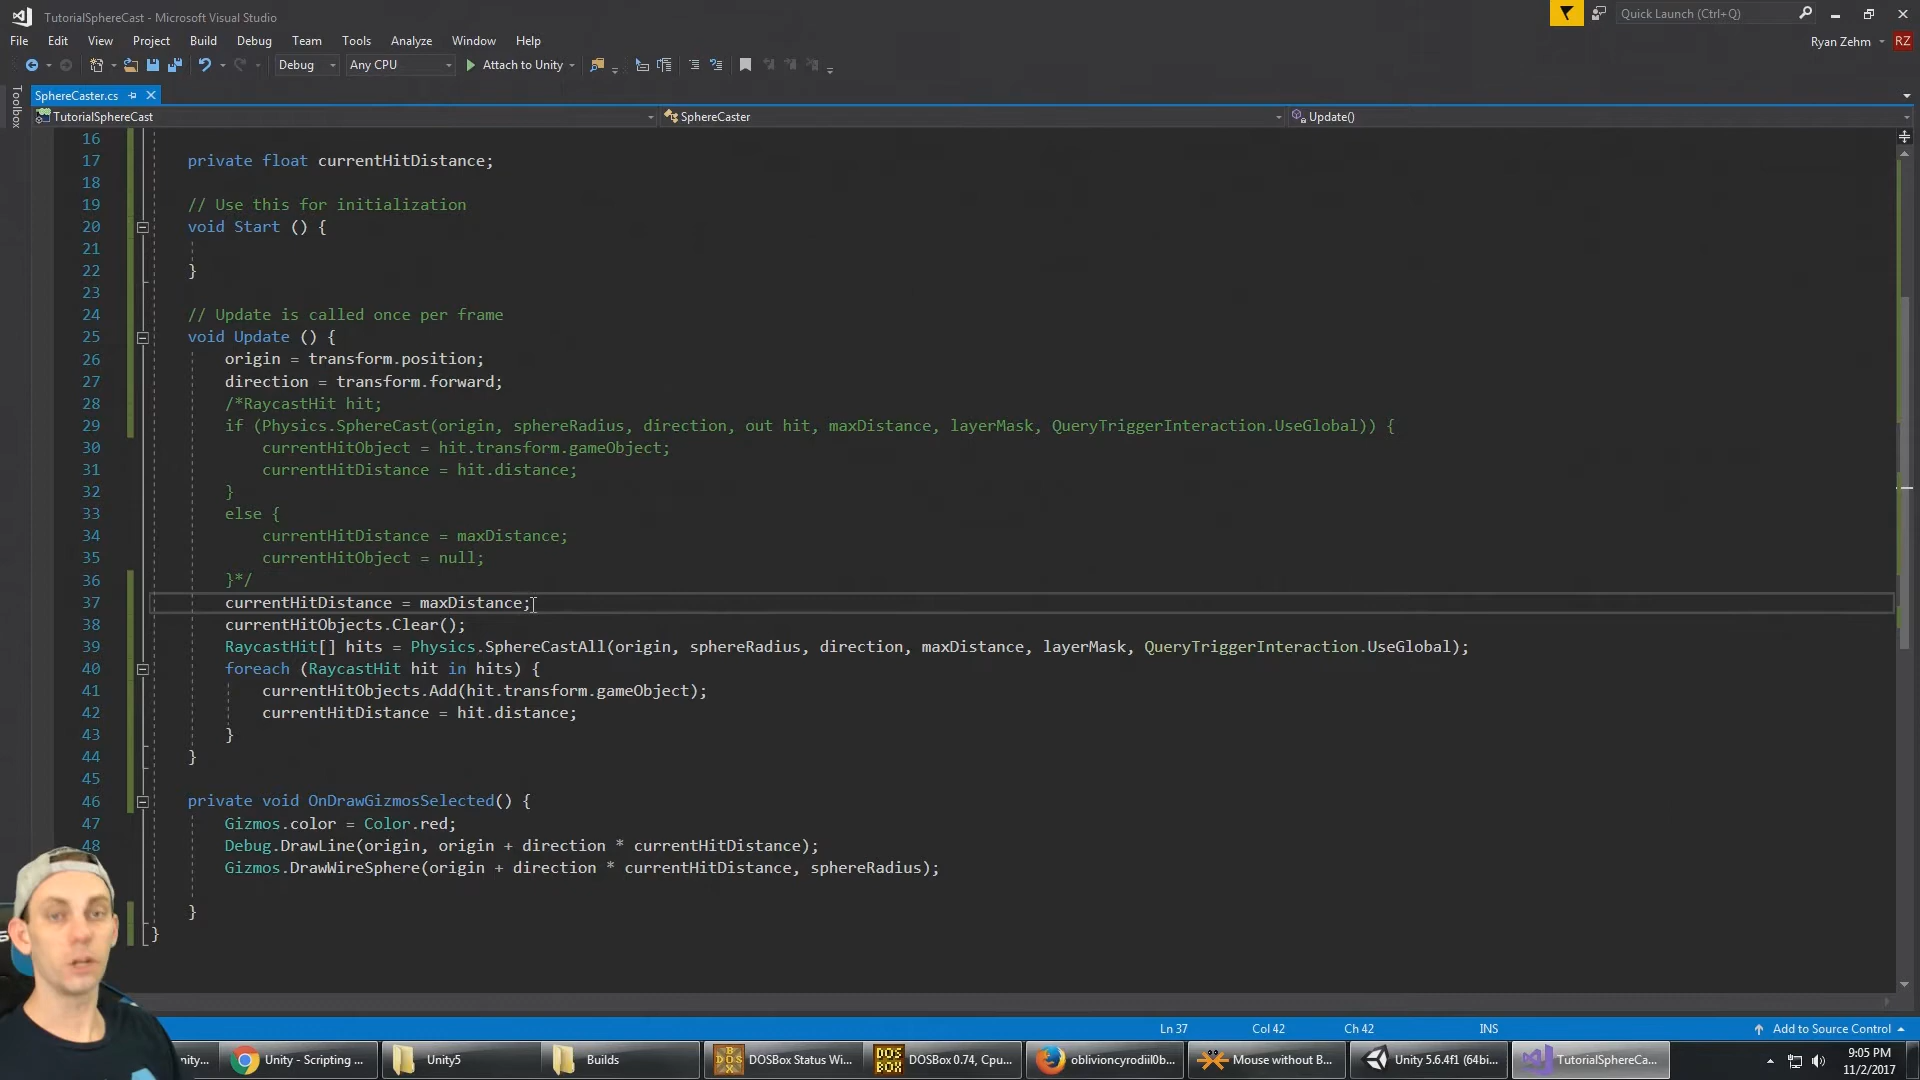 TutorialSphereCast - Microsoft Visual Studio
Quick Launch (Ctrl+Q)
File Edit View Project Build Debug Team Tools Analyze Window Help
Ryan Zehm RZ
Debug Any CPU Attach to Unity
Toolbox
SphereCaster.cs
TutorialSphereCast SphereCaster Update()
16
17 private float currentHitDistance;
18
19 // Use this for initialization
20 void Start () {
21
22 }
23
24 // Update is called once per frame
25 void Update () {
26 origin = transform.position;
27 direction = transform.forward;
28 /*RaycastHit hit;
29 if (Physics.SphereCast(origin, sphereRadius, direction, out hit, maxDistance, layerMask, QueryTriggerInteraction.UseGlobal)) {
30 currentHitObject = hit.transform.gameObject;
31 currentHitDistance = hit.distance;
32 }
33 else {
34 currentHitDistance = maxDistance;
35 currentHitObject = null;
36 }*/
37 currentHitDistance = maxDistance;
38 currentHitObjects.Clear();
39 RaycastHit[] hits = Physics.SphereCastAll(origin, sphereRadius, direction, maxDistance, layerMask, QueryTriggerInteraction.UseGlobal);
40 foreach (RaycastHit hit in hits) {
41 currentHitObjects.Add(hit.transform.gameObject);
42 currentHitDistance = hit.distance;
43 }
44 }
45
46 private void OnDrawGizmosSelected() {
47 Gizmos.color = Color.red;
48 Debug.DrawLine(origin, origin + direction * currentHitDistance);
Gizmos.DrawWireSphere(origin + direction * currentHitDistance, sphereRadius);
}
}
Ln 37 Col 42 Ch 42 INS Add to Source Control
nity... Unity - Scripting ... Unity5 Builds DOSBox Status Wi... DOSBox 0.74, Cpu... oblivioncyrodiil0b... Mouse without B... Unity 5.6.4f1 (64bi... TutorialSphereCa...
9:05 PM
11/2/2017